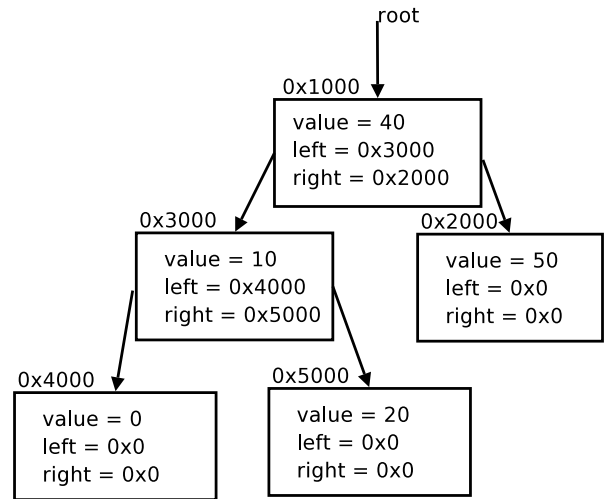 root
0x1000
value = 40
left = 0x3000
right = 0x2000
0x3000
value = 10
left = 0x4000
right = 0x5000
0x2000
value = 50
left = 0x0
right = 0x0
0x4000
value = 0
left = 0x0
right = 0x0
0x5000
value = 20
left = 0x0
right = 0x0